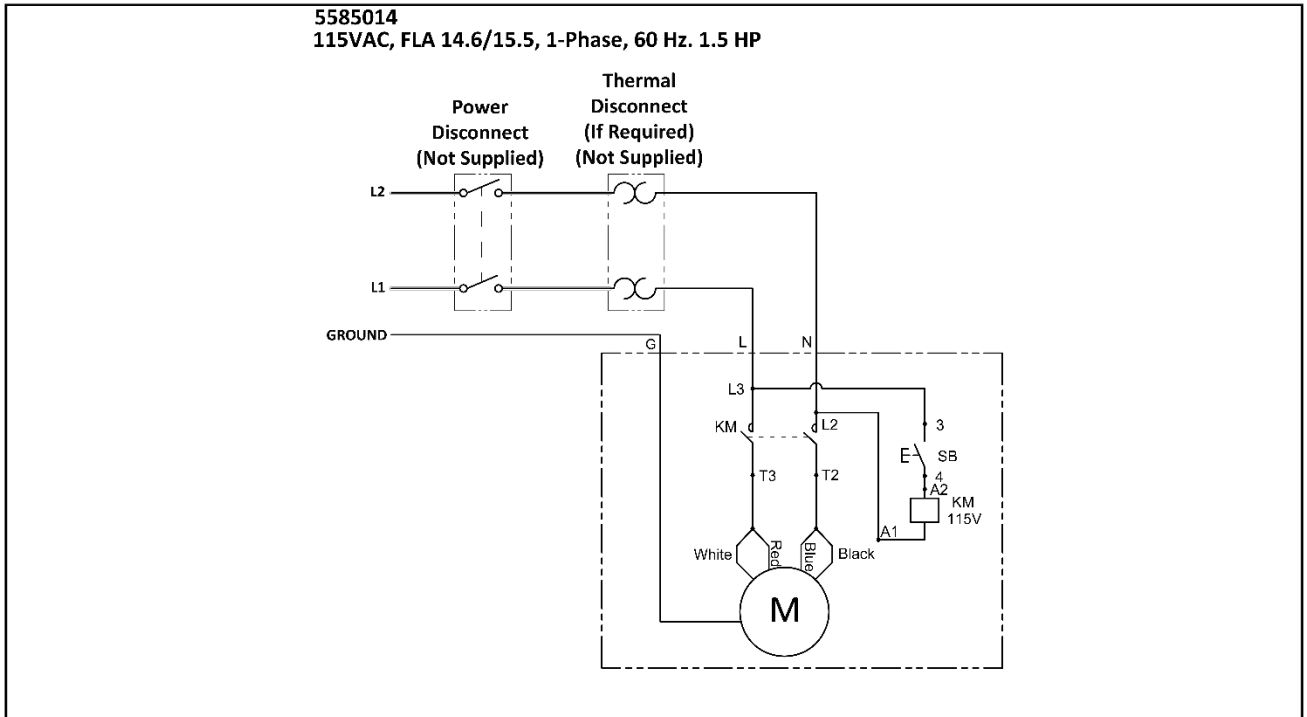 5585014
115VAC, FLA 14.6/15.5, 1-Phase, 60 Hz. 1.5 HP
Power
Disconnect
(Not Supplied)
Thermal
Disconnect
(If Required)
(Not Supplied)
L2
L1
GROUND
G
L
N
L3
KM
L2
3
SB
4
A2
KM
115V
T3
T2
A1
White
Red
Blue
Black
M